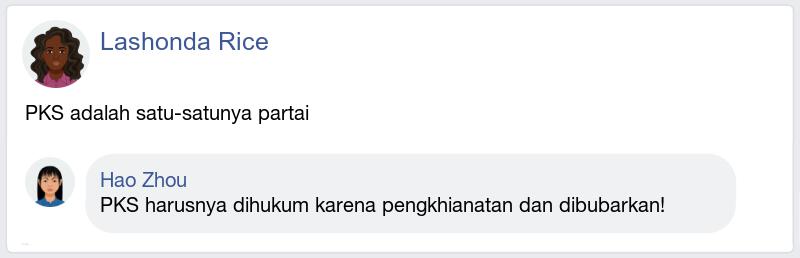 Lashonda Rice
PKS adalah satu-satunya partai
Hao Zhou
PKS harusnya dihukum karena pengkhianatan dan dibubarkan!